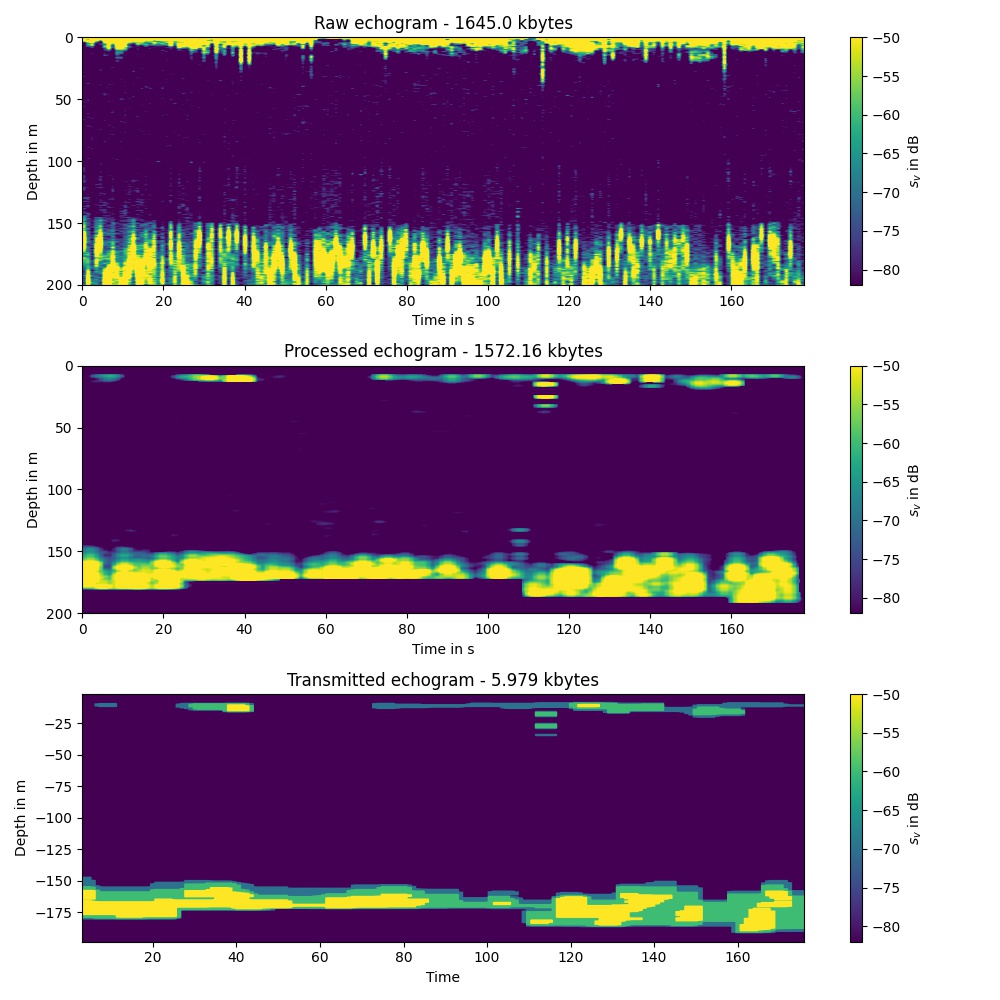 Raw echogram - 1645.0 kbytes
0
50
100
150
200
Depth in m
0 20 40 60 80 100 120 140 160
Time in s
−50
−55
−60
−65
−70
−75
−80
sv in dB
Processed echogram - 1572.16 kbytes
0
50
100
150
200
Depth in m
0 20 40 60 80 100 120 140 160
Time in s
−50
−55
−60
−65
−70
−75
−80
sv in dB
Transmitted echogram - 5.979 kbytes
−25
−50
−75
−100
−125
−150
−175
Depth in m
20 40 60 80 100 120 140 160
Time
−50
−55
−60
−65
−70
−75
−80
sv in dB